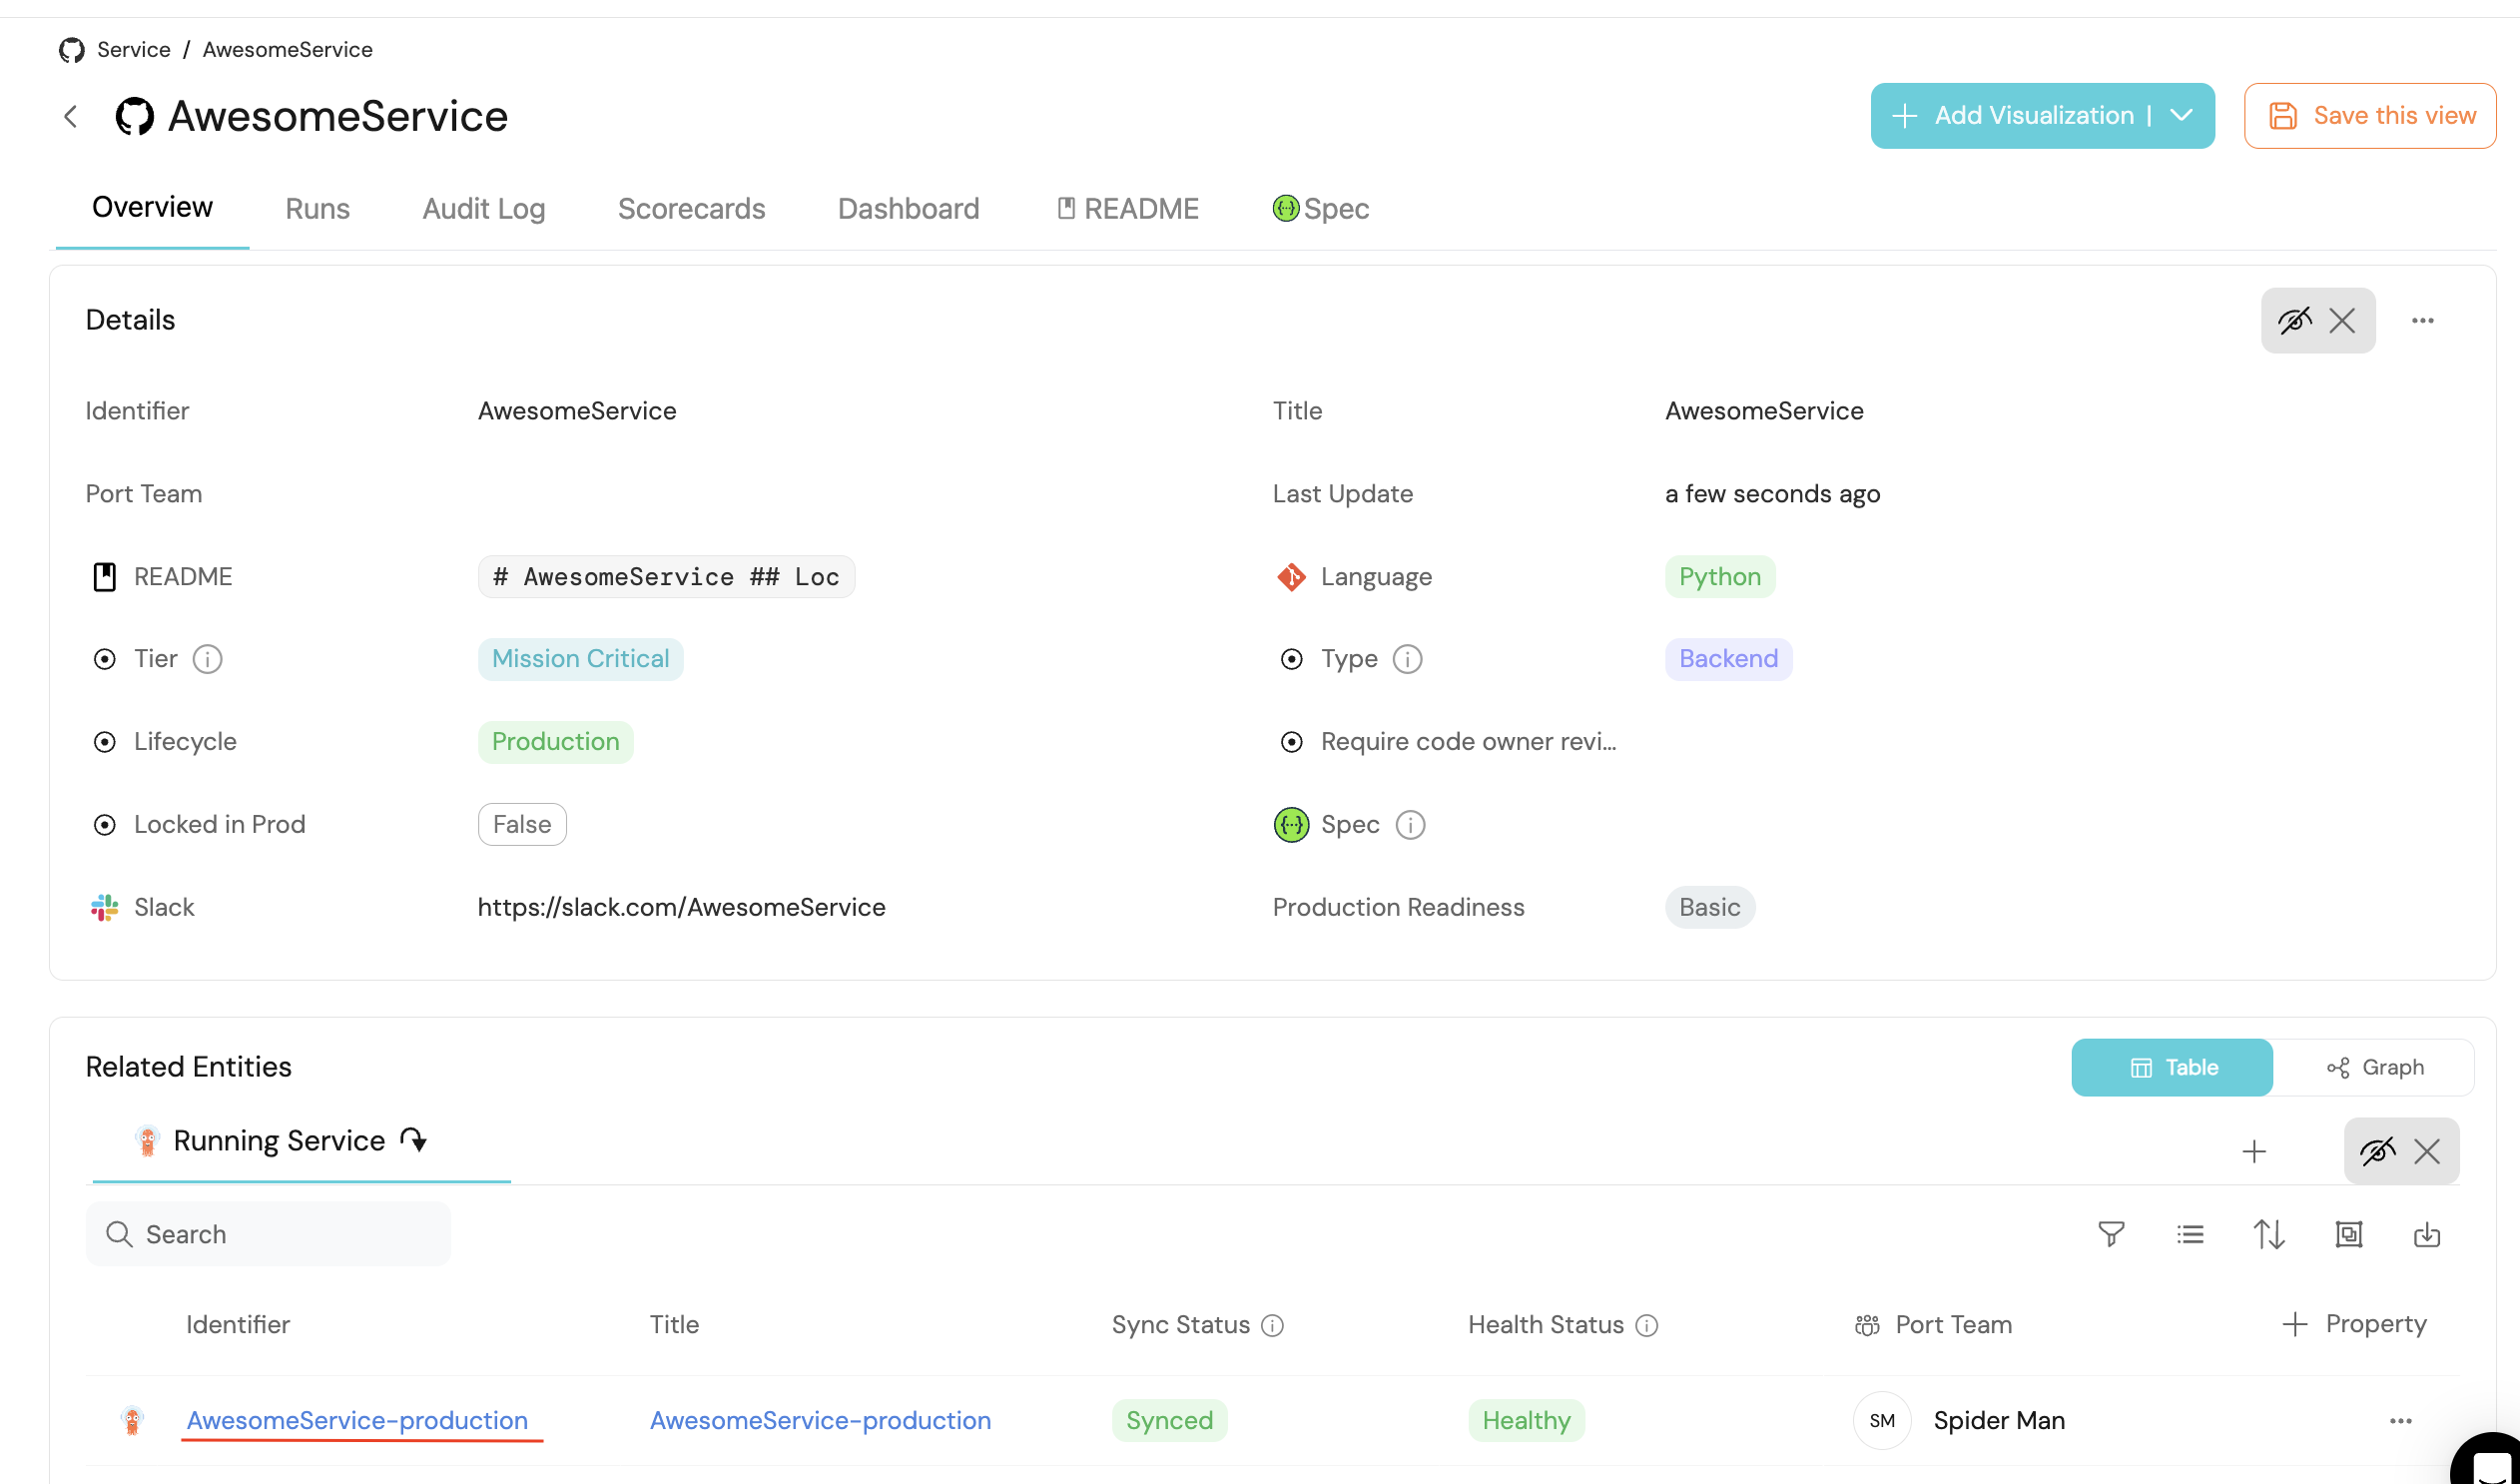 Service / AwesomeService
AwesomeService
Add Visualization | Save this view
Overview Runs Audit Log Scorecards Dashboard README Spec
Details
Identifier AwesomeService Title AwesomeService
Port Team Last Update a few seconds ago
README # AwesomeService ## Loc Language Python
Tier Mission Critical Type Backend
Lifecycle Production Require code owner revi...
Locked in Prod False Spec
Slack https://slack.com/AwesomeService Production Readiness Basic
Related Entities Table Graph
Running Service
Search
Identifier Title Sync Status Health Status Port Team + Property
AwesomeService-production AwesomeService-production Synced Healthy SM Spider Man